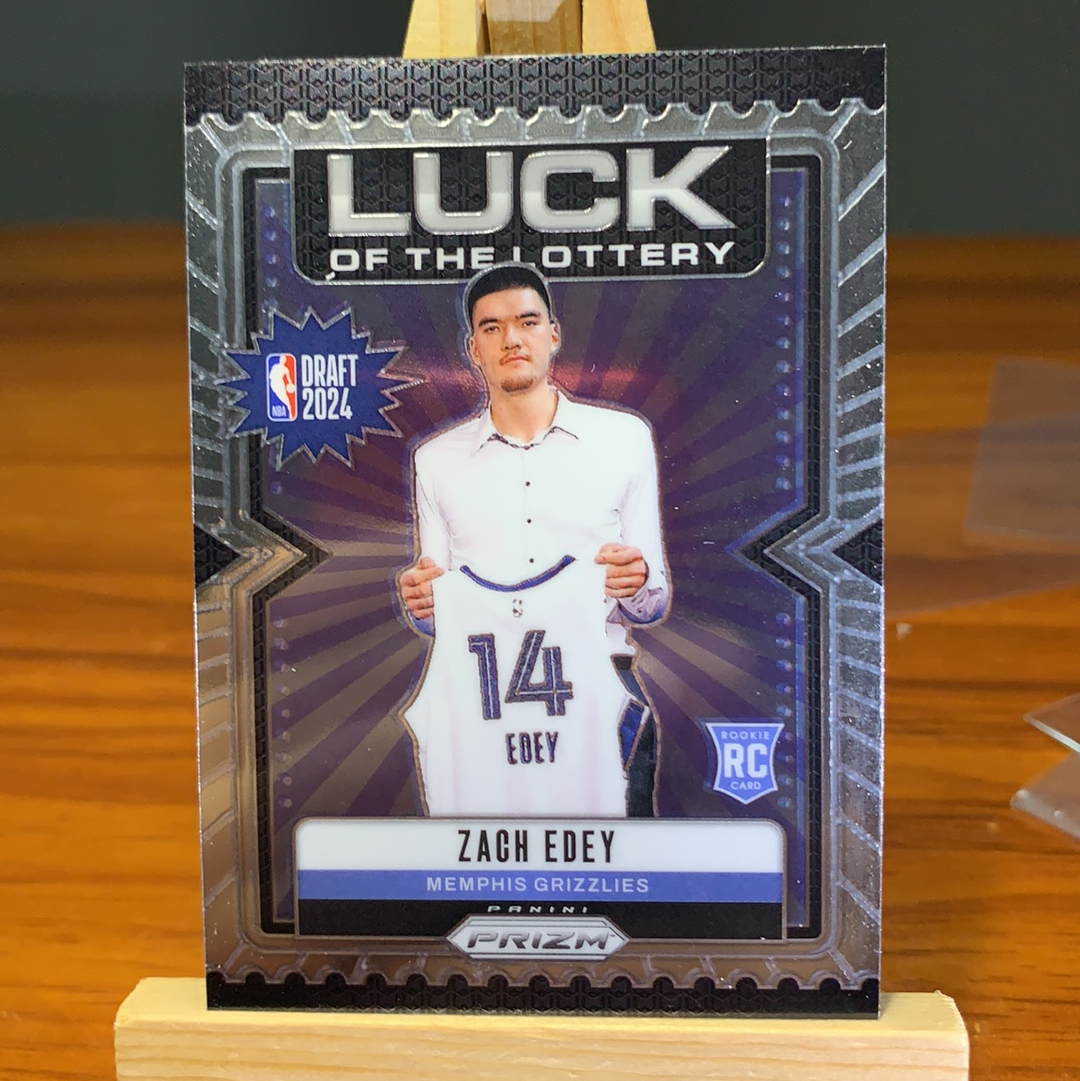 LUCK
OF THE LOTTERY
NBA
DRAFT
2024
14
EDEY
ROOKIE
RC
CARD
ZACH EDEY
MEMPHIS GRIZZLIES
PANINI
PRIZM